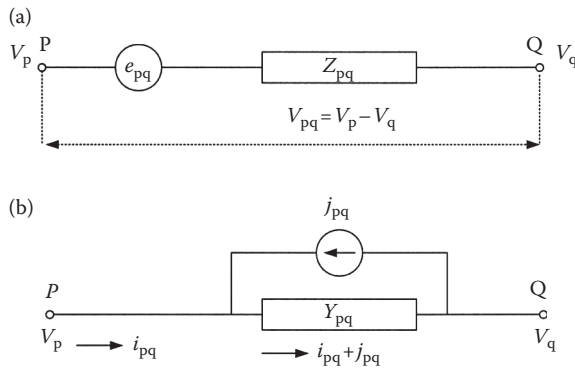 (a)
V_p P e_pq Z_pq Q V_q
V_pq = V_p − V_q
(b)
j_pq
P Y_pq Q
V_p i_pq i_pq + j_pq V_q